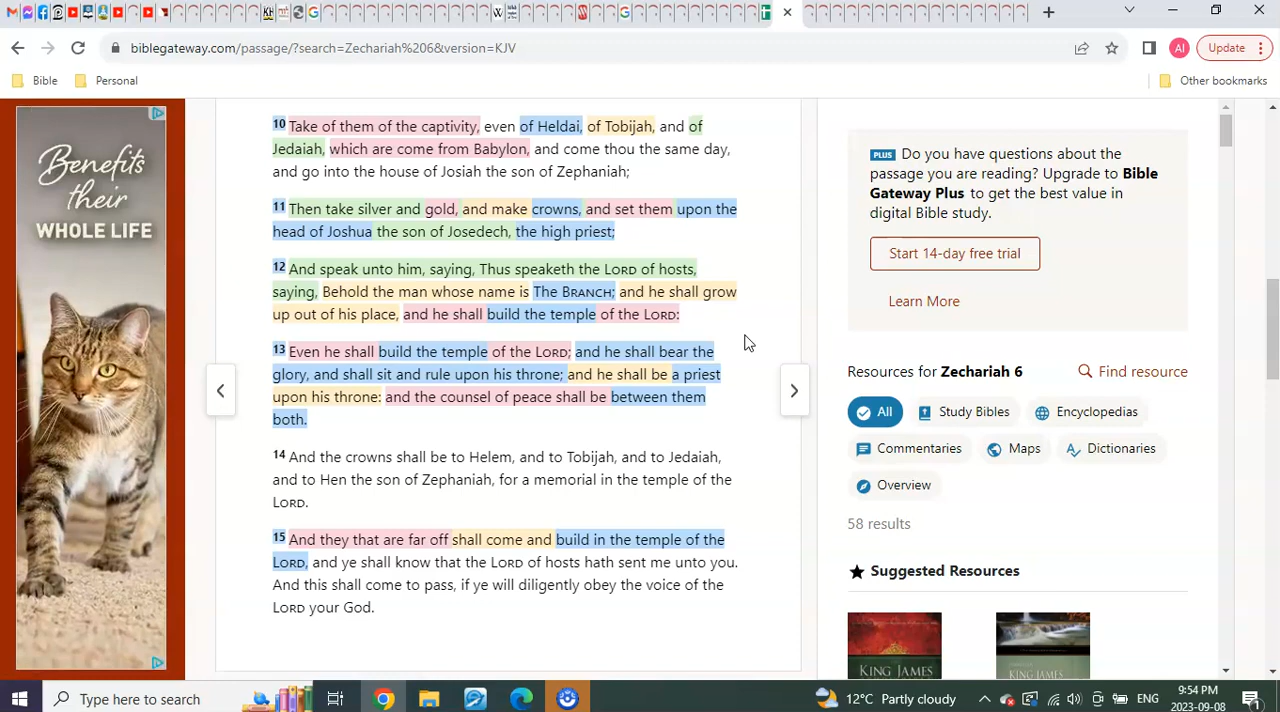 biblegateway.com/passage/?search=Zechariah%206&version=KJV
AI
Update
Bible
Personal
Other bookmarks
Benefits
their
WHOLE LIFE
10 Take of them of the captivity, even of Heldai, of Tobijah, and of
Jedaiah, which are come from Babylon, and come thou the same day,
and go into the house of Josiah the son of Zephaniah;
11 Then take silver and gold, and make crowns, and set them upon the
head of Joshua the son of Josedech, the high priest;
12 And speak unto him, saying, Thus speaketh the LORD of hosts,
saying, Behold the man whose name is The BRANCH; and he shall grow
up out of his place, and he shall build the temple of the LORD:
13 Even he shall build the temple of the LORD; and he shall bear the
glory, and shall sit and rule upon his throne; and he shall be a priest
upon his throne: and the counsel of peace shall be between them
both.
14 And the crowns shall be to Helem, and to Tobijah, and to Jedaiah,
and to Hen the son of Zephaniah, for a memorial in the temple of the
LORD.
15 And they that are far off shall come and build in the temple of the
LORD, and ye shall know that the LORD of hosts hath sent me unto you.
And this shall come to pass, if ye will diligently obey the voice of the
LORD your God.
PLUS Do you have questions about the
passage you are reading? Upgrade to Bible
Gateway Plus to get the best value in
digital Bible study.
Start 14-day free trial
Learn More
Resources for Zechariah 6
Find resource
All
Study Bibles
Encyclopedias
Commentaries
Maps
Dictionaries
Overview
58 results
Suggested Resources
KING JAMES
KING JAMES
Type here to search
12°C Partly cloudy
ENG
9:54 PM
2023-09-08
1